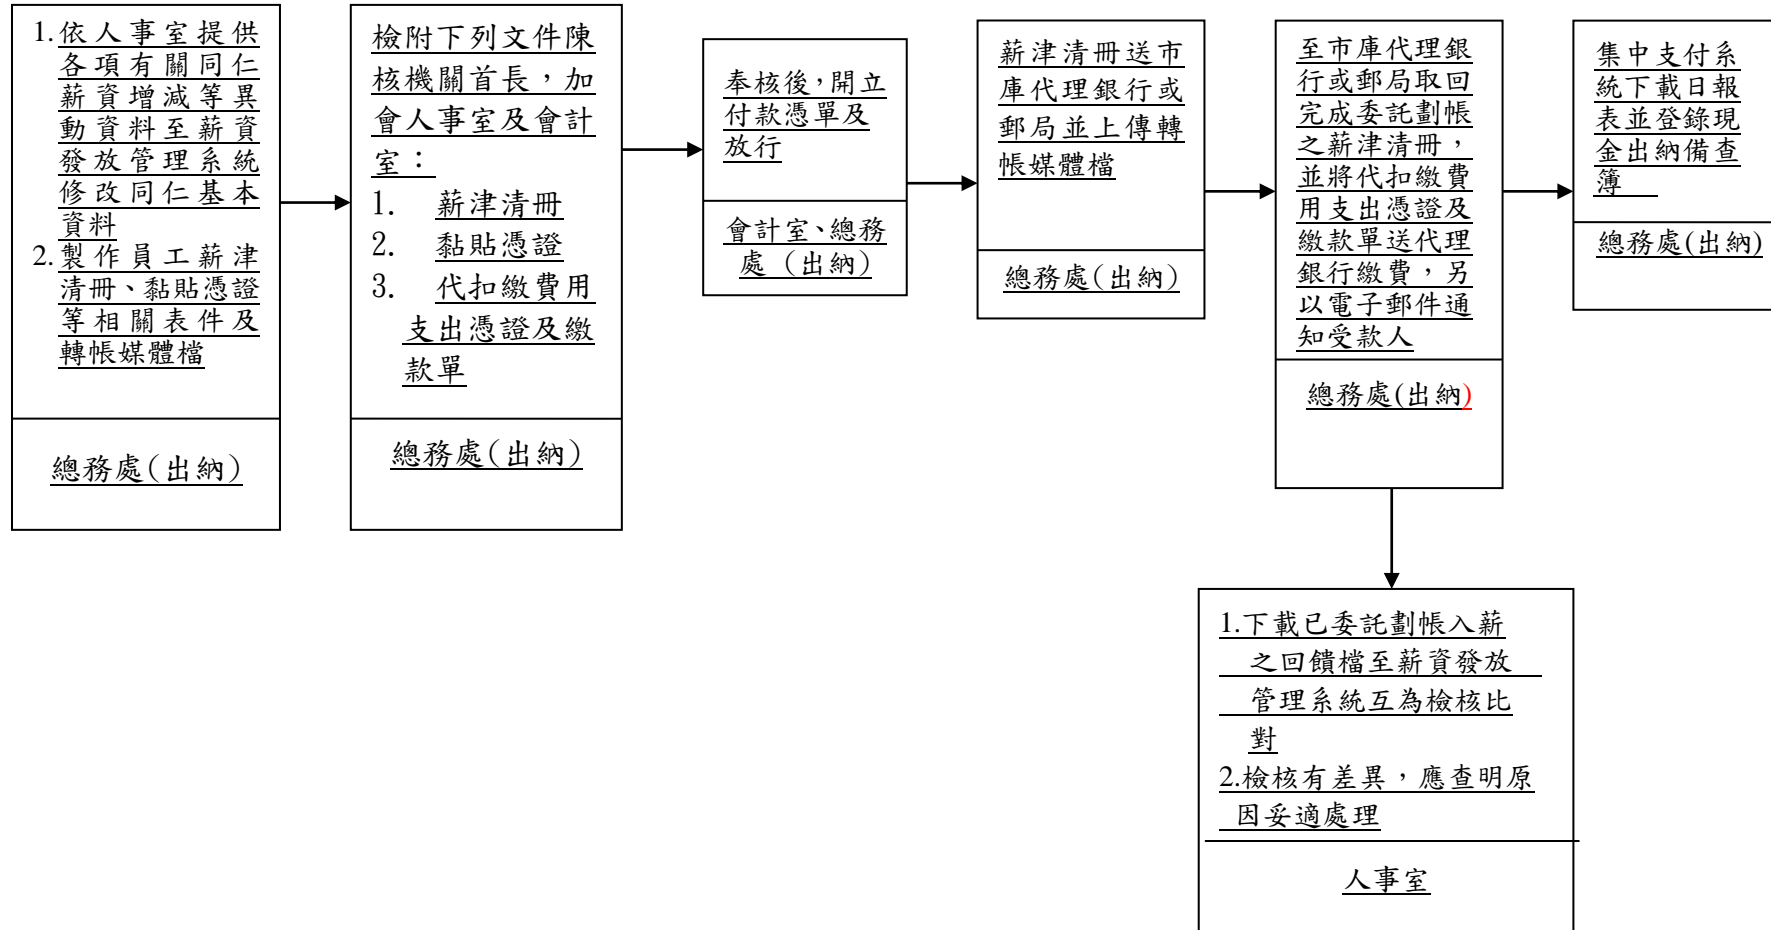 1.依人事室提供
各項有關同仁
薪資增減等異
動資料至薪資
發放管理系統
修改同仁基本
資料
2.製作員工薪津
清冊、黏貼憑證
等相關表件及
轉帳媒體檔
總務處(出納)
檢附下列文件陳
核機關首長，加
會人事室及會計
室：
1. 薪津清冊
2. 黏貼憑證
3. 代扣繳費用
支出憑證及繳
款單
總務處(出納)
奉核後，開立
付款憑單及
放行
會計室、總務
處（出納）
薪津清冊送市
庫代理銀行或
郵局並上傳轉
帳媒體檔
總務處(出納)
至市庫代理銀
行或郵局取回
完成委託劃帳
之薪津清冊，
並將代扣繳費
用支出憑證及
繳款單送代理
銀行繳費，另
以電子郵件通
知受款人
總務處(出納)
集中支付系
統下載日報
表並登錄現
金出納備查
簿
總務處(出納)
1.下載已委託劃帳入薪
之回饋檔至薪資發放
管理系統互為檢核比
對
2.檢核有差異，應查明原
因妥適處理
人事室